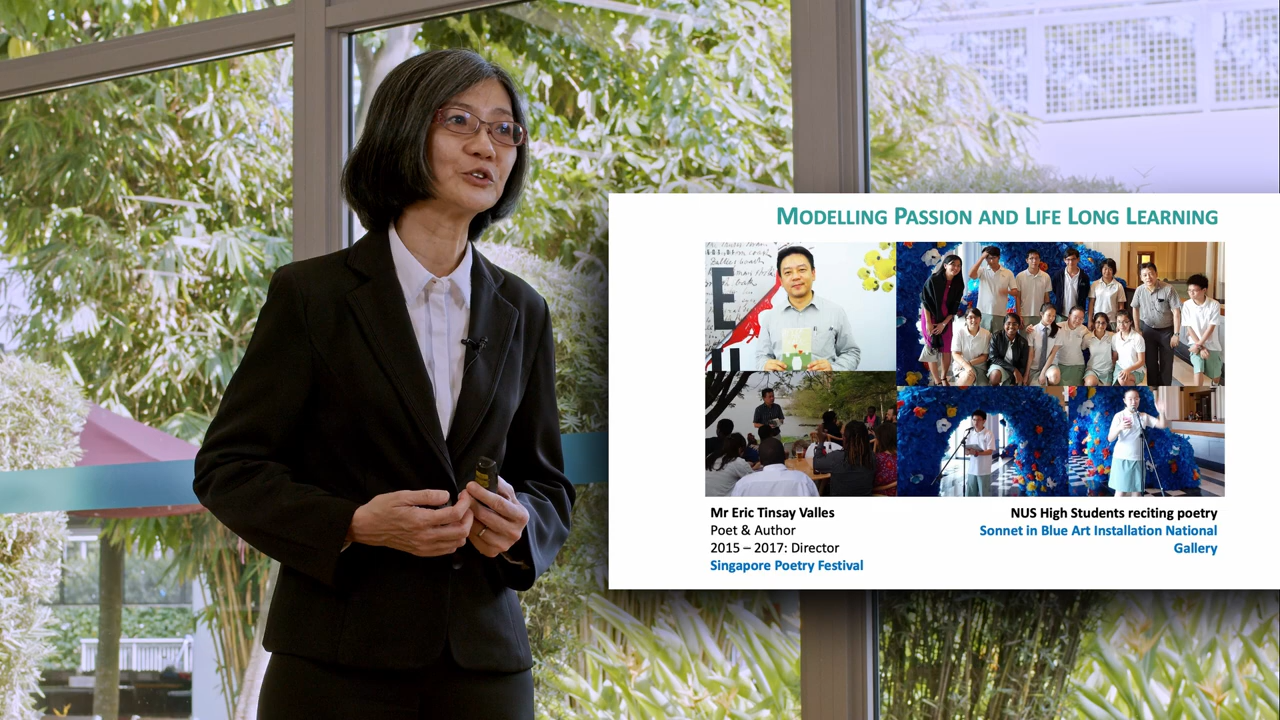 MODELLING PASSION AND LIFE LONG LEARNING
Mr Eric Tinsay Valles
Poet & Author
2015 – 2017: Director
Singapore Poetry Festival
NUS High Students reciting poetry
Sonnet in Blue Art Installation National
Gallery